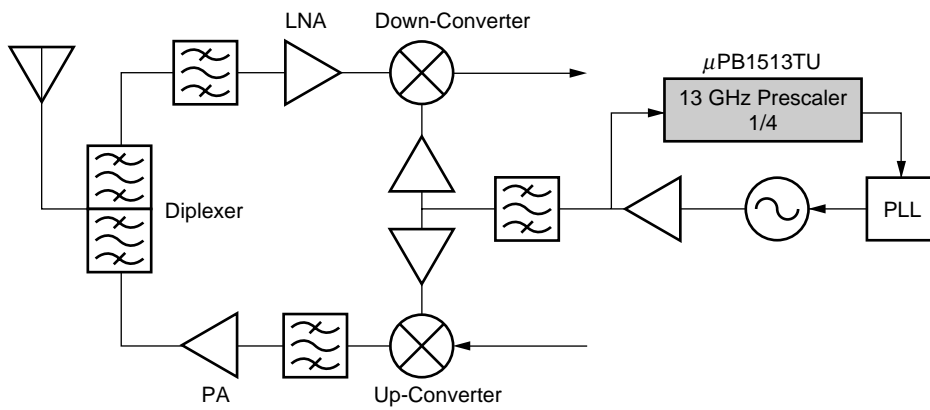 LNA
Down-Converter
μPB1513TU
13 GHz Prescaler
1/4
Diplexer
PLL
PA
Up-Converter